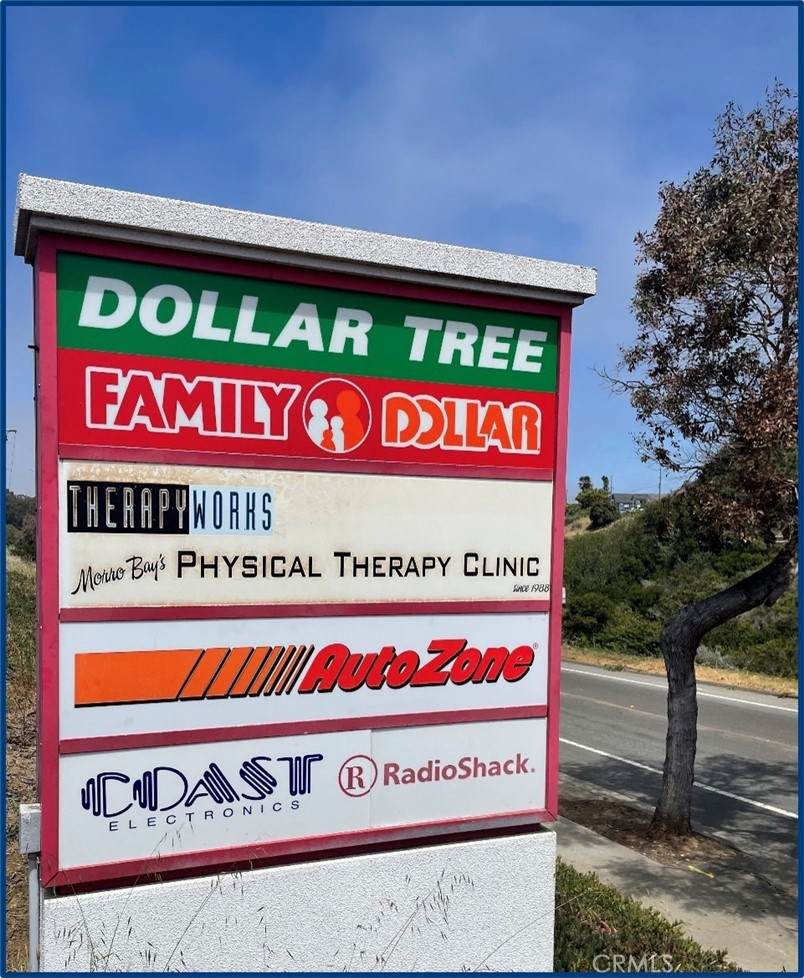 DOLLAR TREE
FAMILY DOLLAR
THERAPYWORKS
Morro Bay's PHYSICAL THERAPY CLINIC
since 1988
AutoZone®
COAST R RadioShack.
ELECTRONICS
CRMLS